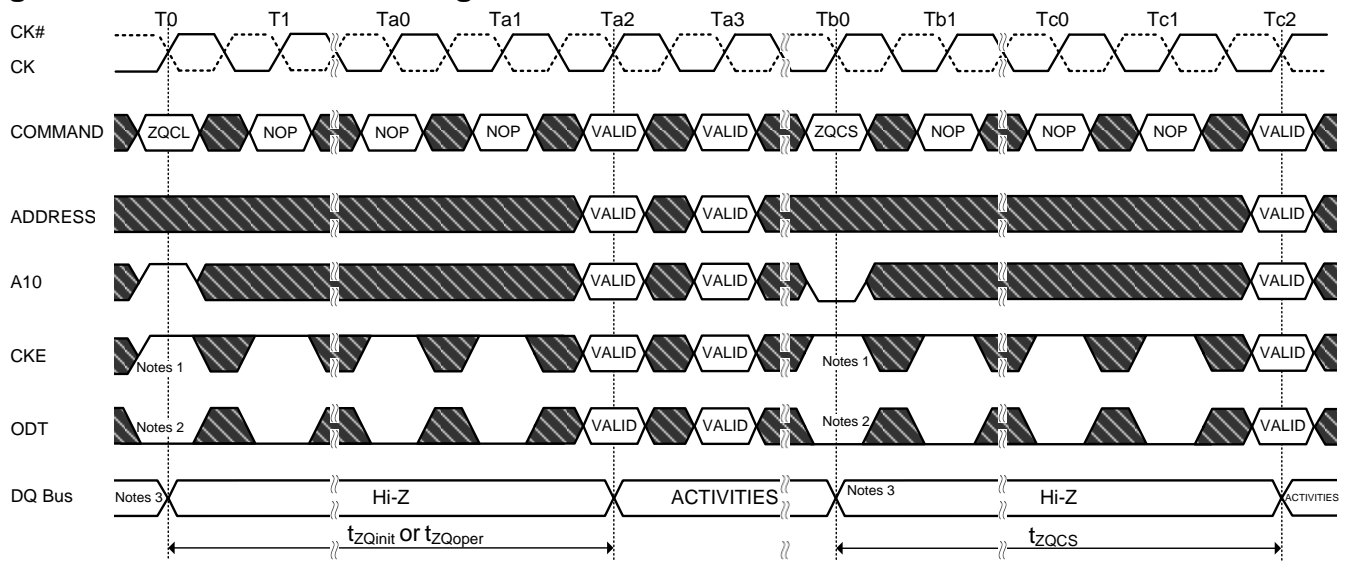 T0 T1 Ta0 Ta1 Ta2 Ta3 Tb0 Tb1 Tc0 Tc1 Tc2
CK#
CK
COMMAND ZQCL NOP NOP NOP VALID VALID ZQCS NOP NOP NOP VALID
ADDRESS VALID VALID VALID
A10 VALID VALID VALID
CKE Notes 1 VALID VALID Notes 1 VALID
ODT Notes 2 VALID VALID Notes 2 VALID
DQ Bus Notes 3 Hi-Z ACTIVITIES Notes 3 Hi-Z ACTIVITIES
tZQinit or tZQoper tZQCS